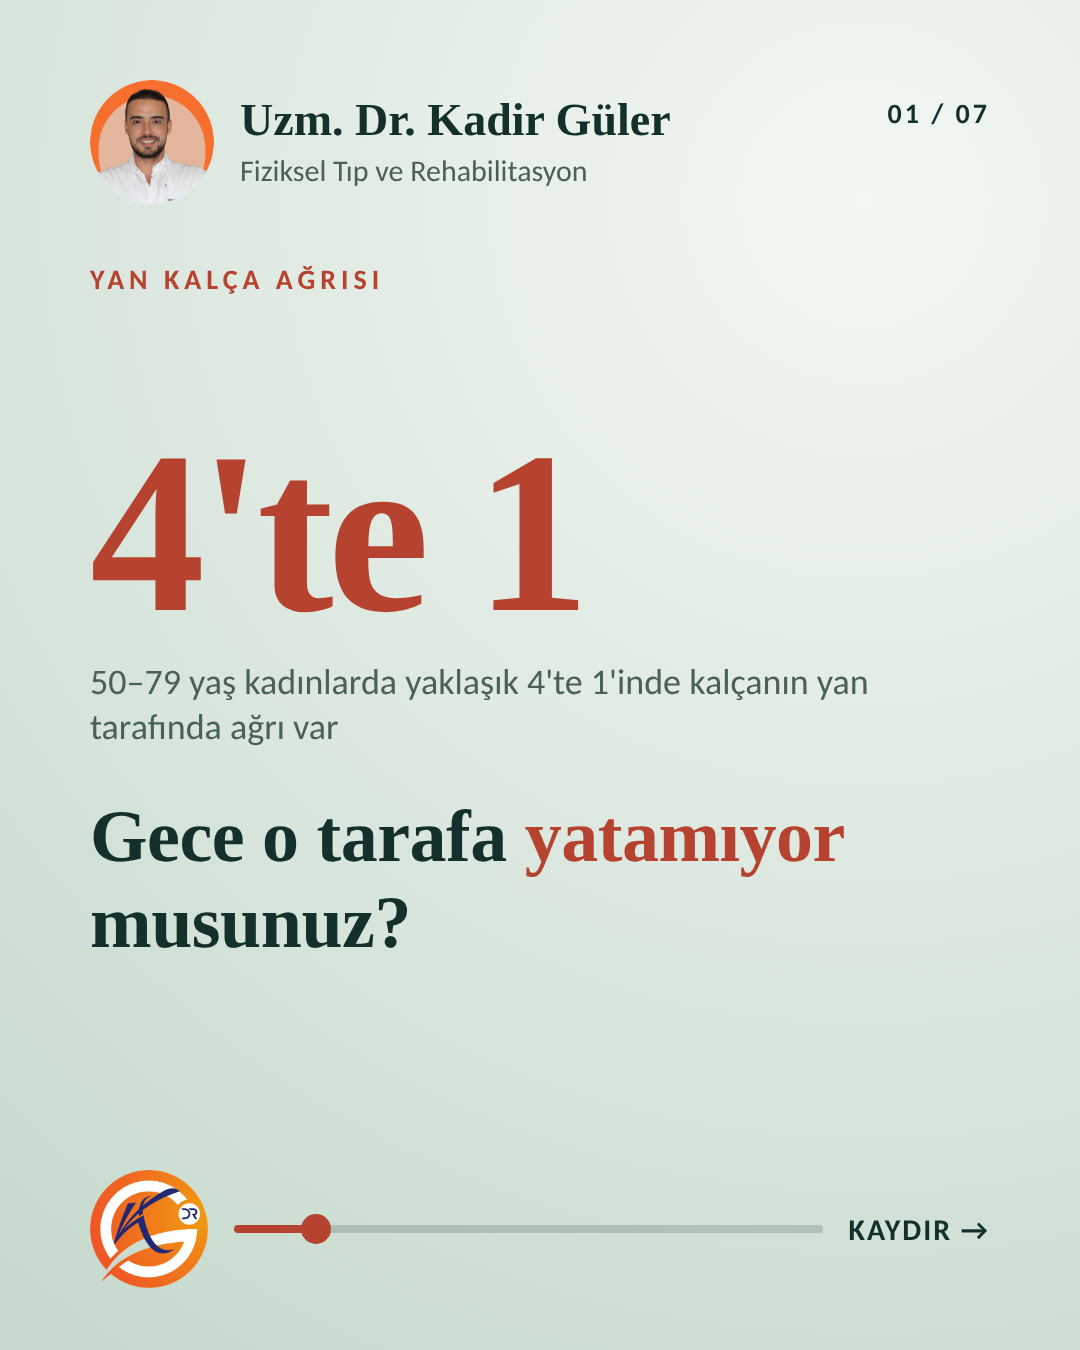 Uzm. Dr. Kadir Güler
01 / 07
Fiziksel Tıp ve Rehabilitasyon
YAN KALÇA AĞRISI
4'te 1
50–79 yaş kadınlarda yaklaşık 4'te 1'inde kalçanın yan
tarafında ağrı var
Gece o tarafa yatamıyor
musunuz?
DR
KAYDIR →